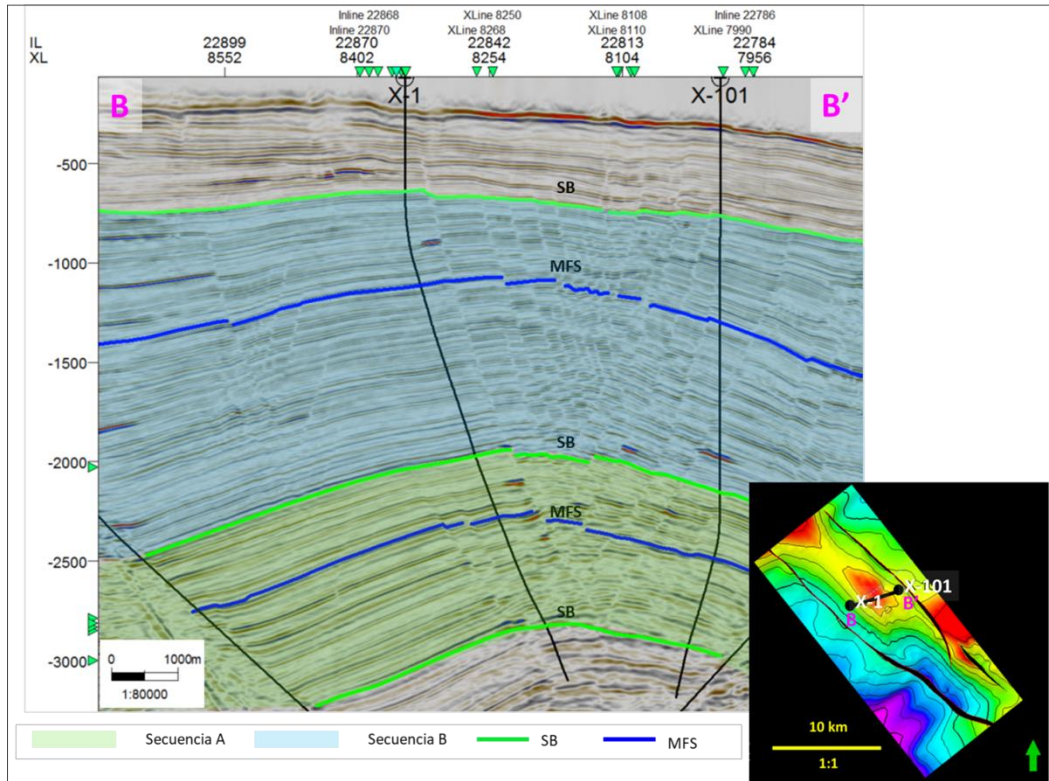 Inline 22868 XLine 8250 XLine 8108 Inline 22786
Inline 22870 XLine 8268 XLine 8110 XLine 7990
IL 22899 22870 22842 22813 22784
XL 8552 8402 8254 8104 7956
B X-1 X-101 B'
-500
SB
-1000
MFS
-1500
SB
-2000
MFS
-2500
SB
-3000
0 1000m
1:80000
X-101
X-1
B B'
10 km
1:1
Secuencia A Secuencia B SB MFS